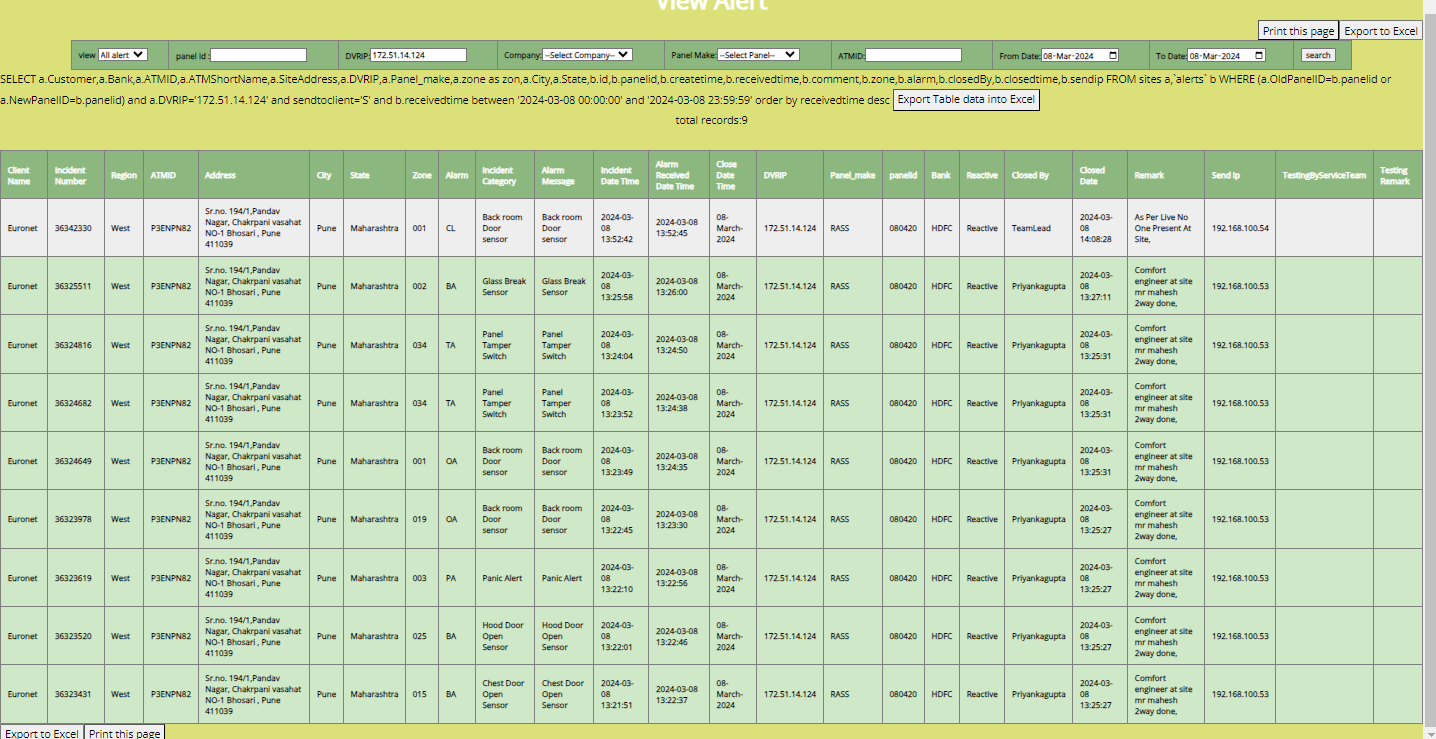 View Alert
Print this page Export to Excel
view All alert panel id : DVRIP: 172.51.14.124 Company: --Select Company-- Panel Make: --Select Panel-- ATMID: From Date: 08-Mar-2024 To Date: 08-Mar-2024 search
SELECT a.Customer,a.Bank,a.ATMID,a.ATMShortName,a.SiteAddress,a.DVRIP,a.Panel_make,a.zone as zon,a.City,a.State,b.id,b.panelid,b.createtime,b.receivedtime,b.comment,b.zone,b.alarm,b.closedBy,b.closedtime,b.sendip FROM sites a,`alerts` b WHERE (a.OldPanelID=b.panelid or
a.NewPanelID=b.panelid) and a.DVRIP='172.51.14.124' and sendtoclient='S' and b.receivedtime between '2024-03-08 00:00:00' and '2024-03-08 23:59:59' order by receivedtime desc Export Table data into Excel
total records:9
Client Name Incident Number Region ATMID Address City State Zone Alarm Incident Category Alarm Message Incident Date Time Alarm Received Date Time Close Date Time DVRIP Panel_make panelid Bank Reactive Closed By Closed Date Remark Send Ip TestingByServiceTeam Testing Remark
Euronet 36342330 West P3ENPN82 Sr.no. 194/1,Pandav Nagar, Chakrpani vasahat NO-1 Bhosari , Pune 411039 Pune Maharashtra 001 CL Back room Door sensor Back room Door sensor 2024-03-08 13:52:42 2024-03-08 13:52:45 08-March-2024 172.51.14.124 RASS 080420 HDFC Reactive TeamLead 2024-03-08 14:08:28 As Per Live No One Present At Site, 192.168.100.54
Euronet 36325511 West P3ENPN82 Sr.no. 194/1,Pandav Nagar, Chakrpani vasahat NO-1 Bhosari , Pune 411039 Pune Maharashtra 002 BA Glass Break Sensor Glass Break Sensor 2024-03-08 13:25:58 2024-03-08 13:26:00 08-March-2024 172.51.14.124 RASS 080420 HDFC Reactive Priyankagupta 2024-03-08 13:27:11 Comfort engineer at site mr mahesh 2way done, 192.168.100.53
Euronet 36324816 West P3ENPN82 Sr.no. 194/1,Pandav Nagar, Chakrpani vasahat NO-1 Bhosari , Pune 411039 Pune Maharashtra 034 TA Panel Tamper Switch Panel Tamper Switch 2024-03-08 13:24:04 2024-03-08 13:24:50 08-March-2024 172.51.14.124 RASS 080420 HDFC Reactive Priyankagupta 2024-03-08 13:25:31 Comfort engineer at site mr mahesh 2way done, 192.168.100.53
Euronet 36324682 West P3ENPN82 Sr.no. 194/1,Pandav Nagar, Chakrpani vasahat NO-1 Bhosari , Pune 411039 Pune Maharashtra 034 TA Panel Tamper Switch Panel Tamper Switch 2024-03-08 13:23:52 2024-03-08 13:24:38 08-March-2024 172.51.14.124 RASS 080420 HDFC Reactive Priyankagupta 2024-03-08 13:25:31 Comfort engineer at site mr mahesh 2way done, 192.168.100.53
Euronet 36324649 West P3ENPN82 Sr.no. 194/1,Pandav Nagar, Chakrpani vasahat NO-1 Bhosari , Pune 411039 Pune Maharashtra 001 OA Back room Door sensor Back room Door sensor 2024-03-08 13:23:49 2024-03-08 13:24:35 08-March-2024 172.51.14.124 RASS 080420 HDFC Reactive Priyankagupta 2024-03-08 13:25:31 Comfort engineer at site mr mahesh 2way done, 192.168.100.53
Euronet 36323978 West P3ENPN82 Sr.no. 194/1,Pandav Nagar, Chakrpani vasahat NO-1 Bhosari , Pune 411039 Pune Maharashtra 019 OA Back room Door sensor Back room Door sensor 2024-03-08 13:22:45 2024-03-08 13:23:30 08-March-2024 172.51.14.124 RASS 080420 HDFC Reactive Priyankagupta 2024-03-08 13:25:27 Comfort engineer at site mr mahesh 2way done, 192.168.100.53
Euronet 36323619 West P3ENPN82 Sr.no. 194/1,Pandav Nagar, Chakrpani vasahat NO-1 Bhosari , Pune 411039 Pune Maharashtra 003 PA Panic Alert Panic Alert 2024-03-08 13:22:10 2024-03-08 13:22:56 08-March-2024 172.51.14.124 RASS 080420 HDFC Reactive Priyankagupta 2024-03-08 13:25:27 Comfort engineer at site mr mahesh 2way done, 192.168.100.53
Euronet 36323520 West P3ENPN82 Sr.no. 194/1,Pandav Nagar, Chakrpani vasahat NO-1 Bhosari , Pune 411039 Pune Maharashtra 025 BA Hood Door Open Sensor Hood Door Open Sensor 2024-03-08 13:22:01 2024-03-08 13:22:46 08-March-2024 172.51.14.124 RASS 080420 HDFC Reactive Priyankagupta 2024-03-08 13:25:27 Comfort engineer at site mr mahesh 2way done, 192.168.100.53
Euronet 36323431 West P3ENPN82 Sr.no. 194/1,Pandav Nagar, Chakrpani vasahat NO-1 Bhosari , Pune 411039 Pune Maharashtra 015 BA Chest Door Open Sensor Chest Door Open Sensor 2024-03-08 13:21:51 2024-03-08 13:22:37 08-March-2024 172.51.14.124 RASS 080420 HDFC Reactive Priyankagupta 2024-03-08 13:25:27 Comfort engineer at site mr mahesh 2way done, 192.168.100.53
Export to Excel Print this page